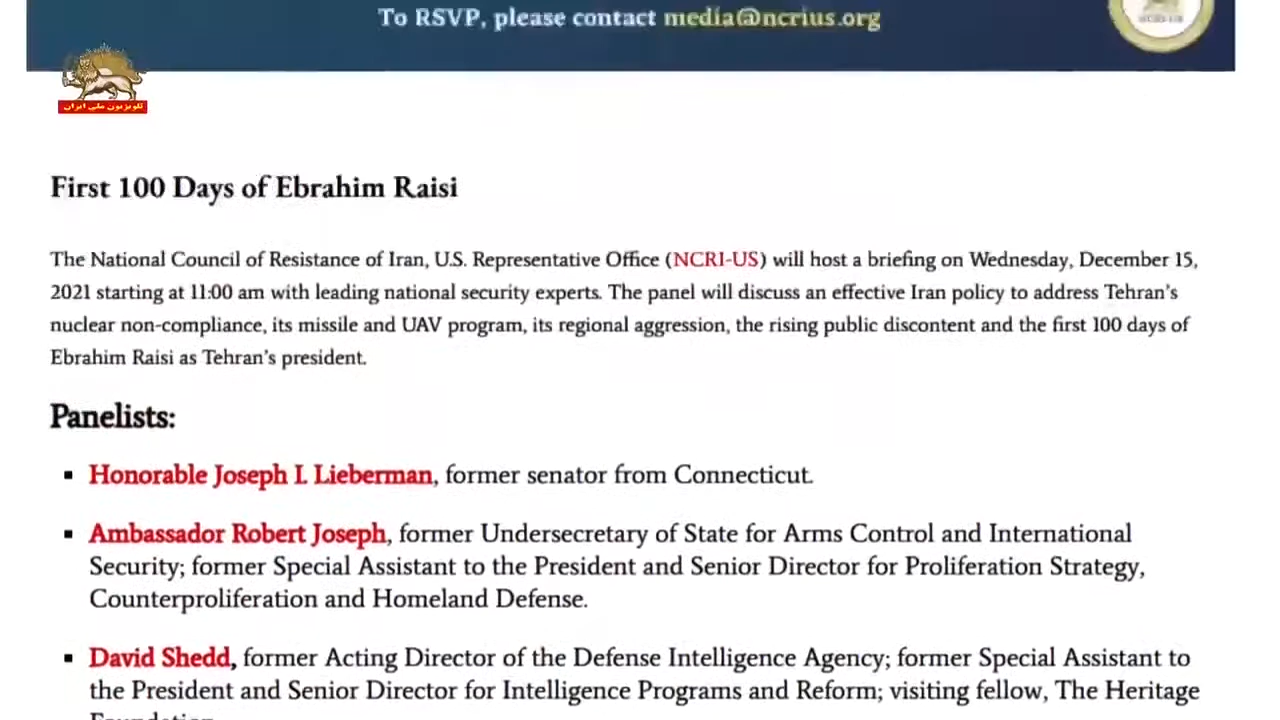 To RSVP, please contact media@ncrius.org
NCRI-US
تلویزیون ملی ایران
First 100 Days of Ebrahim Raisi
The National Council of Resistance of Iran, U.S. Representative Office (NCRI-US) will host a briefing on Wednesday, December 15,
2021 starting at 11:00 am with leading national security experts. The panel will discuss an effective Iran policy to address Tehran's
nuclear non-compliance, its missile and UAV program, its regional aggression, the rising public discontent and the first 100 days of
Ebrahim Raisi as Tehran's president.
Panelists:
▪ Honorable Joseph I. Lieberman, former senator from Connecticut.
▪ Ambassador Robert Joseph, former Undersecretary of State for Arms Control and International
Security; former Special Assistant to the President and Senior Director for Proliferation Strategy,
Counterproliferation and Homeland Defense.
▪ David Shedd, former Acting Director of the Defense Intelligence Agency; former Special Assistant to
the President and Senior Director for Intelligence Programs and Reform; visiting fellow, The Heritage